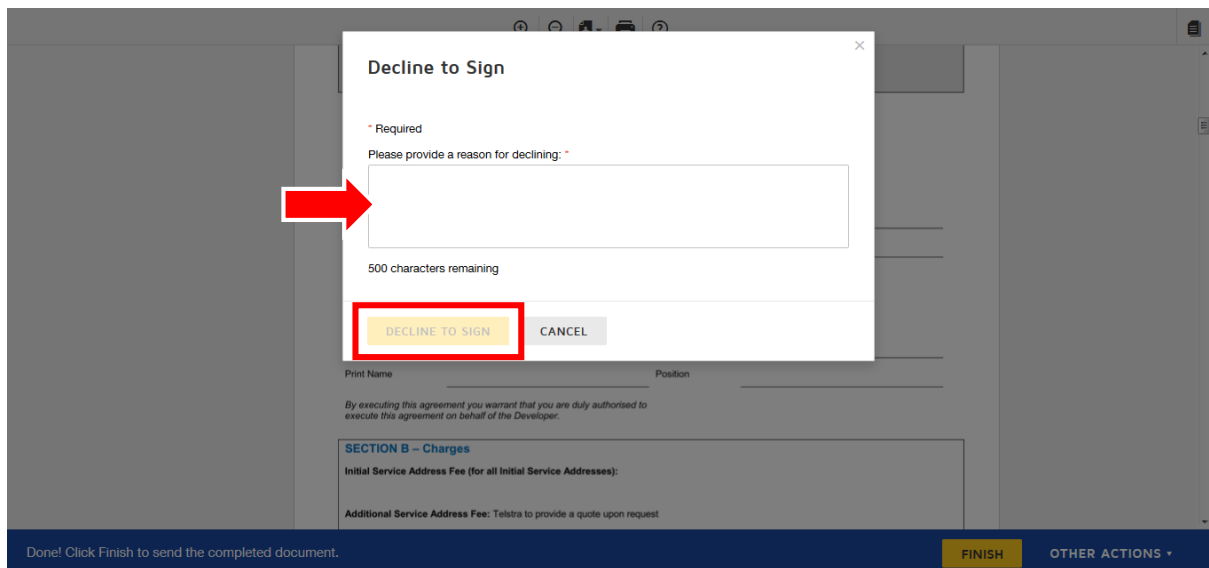 Decline to Sign
* Required
Please provide a reason for declining: *
500 characters remaining
DECLINE TO SIGN CANCEL
Print Name Position
By executing this agreement you warrant that you are duly authorised to
execute this agreement on behalf of the Developer.
SECTION B – Charges
Initial Service Address Fee (for all Initial Service Addresses):
Additional Service Address Fee: Telstra to provide a quote upon request
Done! Click Finish to send the completed document. FINISH OTHER ACTIONS